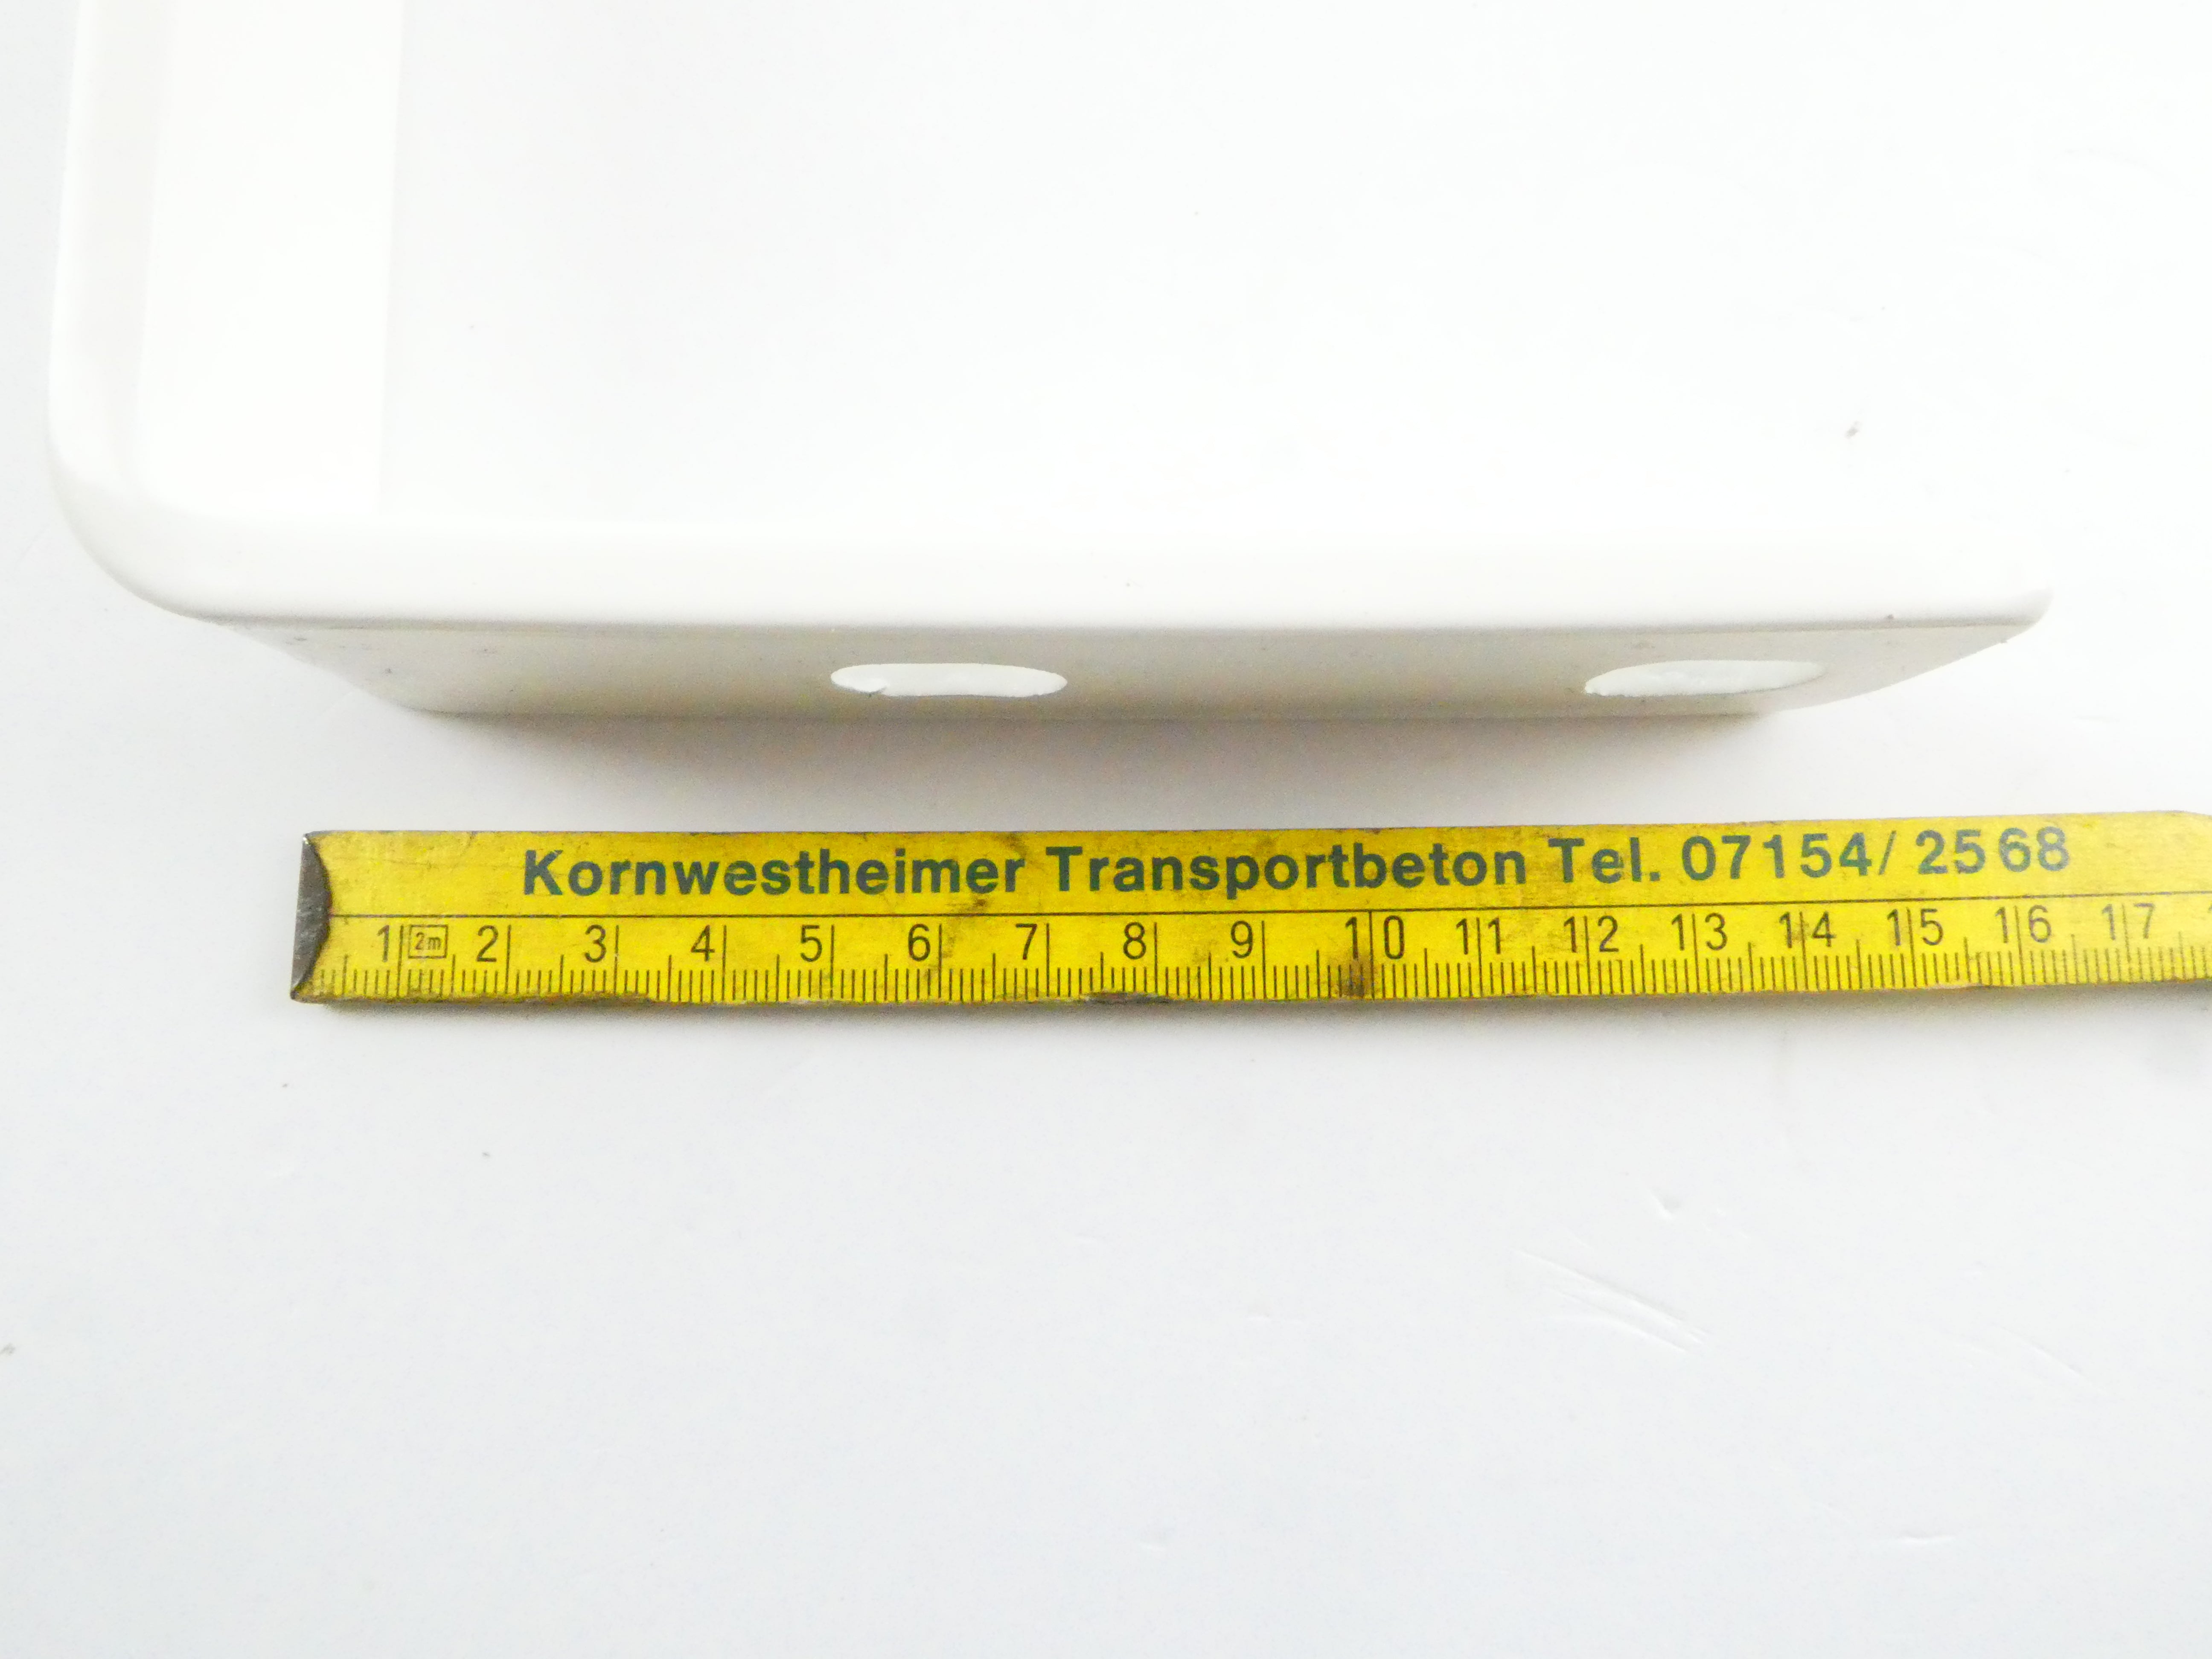 Kornwestheimer Transportbeton Tel. 07154/ 2568
1 2m 2 3 4 5 6 7 8 9 10 11 12 13 14 15 16 17